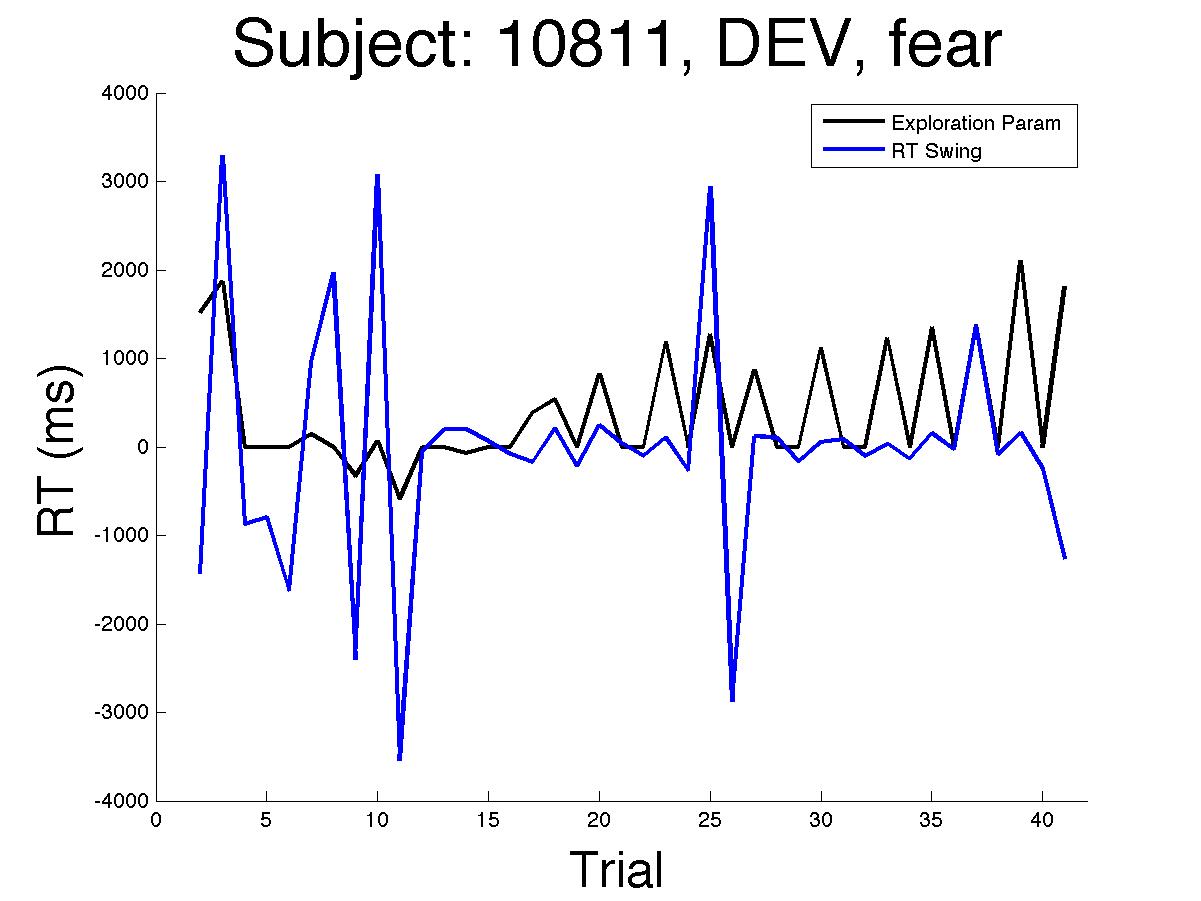 Subject: 10811, DEV, fear
4000
3000
2000
1000
0
-1000
-2000
-3000
-4000
RT (ms)
Exploration Param
RT Swing
0 5 10 15 20 25 30 35 40
Trial